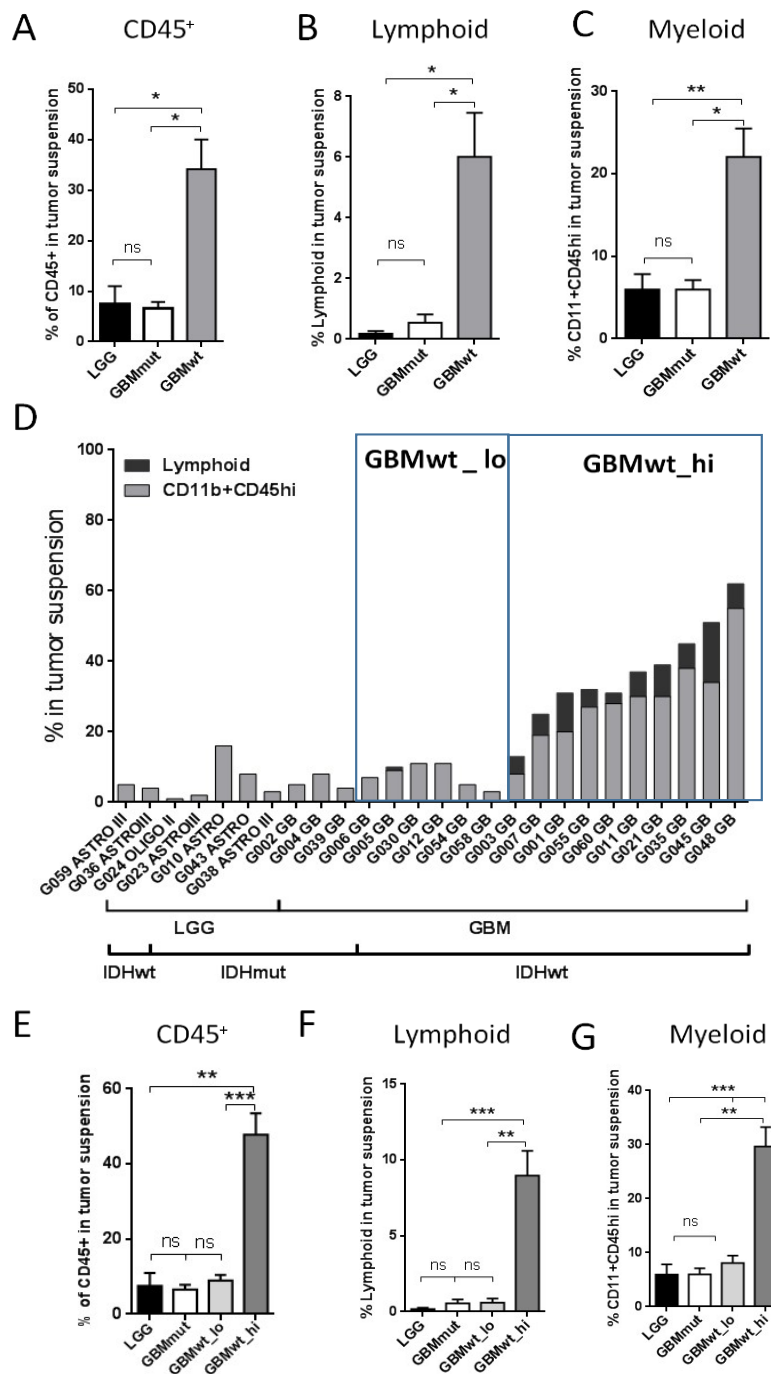 A
CD45+
% of CD45+ in tumor suspension
50
40
30
20
10
0
*
*
ns
LGG
GBMmut
GBMwt
B
Lymphoid
% Lymphoid in tumor suspension
8
6
4
2
0
*
*
ns
LGG
GBMmut
GBMwt
C
Myeloid
% CD11+CD45hi in tumor suspension
30
20
10
0
**
*
ns
LGG
GBMmut
GBMwt
D
% in tumor suspension
100
80
60
40
20
0
Lymphoid
CD11b+CD45hi
GBMwt _ lo
GBMwt_hi
G059 ASTRO III
G036 ASTROIII
G024 OLIGO II
G023 ASTROIII
G010 ASTRO
G043 ASTRO
G038 ASTRO III
G002 GB
G004 GB
G039 GB
G006 GB
G005 GB
G030 GB
G012 GB
G054 GB
G058 GB
G003 GB
G007 GB
G001 GB
G055 GB
G060 GB
G011 GB
G021 GB
G035 GB
G045 GB
G048 GB
LGG
GBM
IDHwt
IDHmut
IDHwt
E
CD45+
% of CD45+ in tumor suspension
60
40
20
0
**
***
ns
ns
LGG
GBMmut
GBMwt_lo
GBMwt_hi
F
Lymphoid
% Lymphoid in tumor suspension
15
10
5
0
***
**
ns
ns
LGG
GBMmut
GBMwt_lo
GBMwt_hi
G
Myeloid
% CD11+CD45hi in tumor suspension
40
30
20
10
0
***
**
ns
LGG
GBMmut
GBMwt_lo
GBMwt_hi